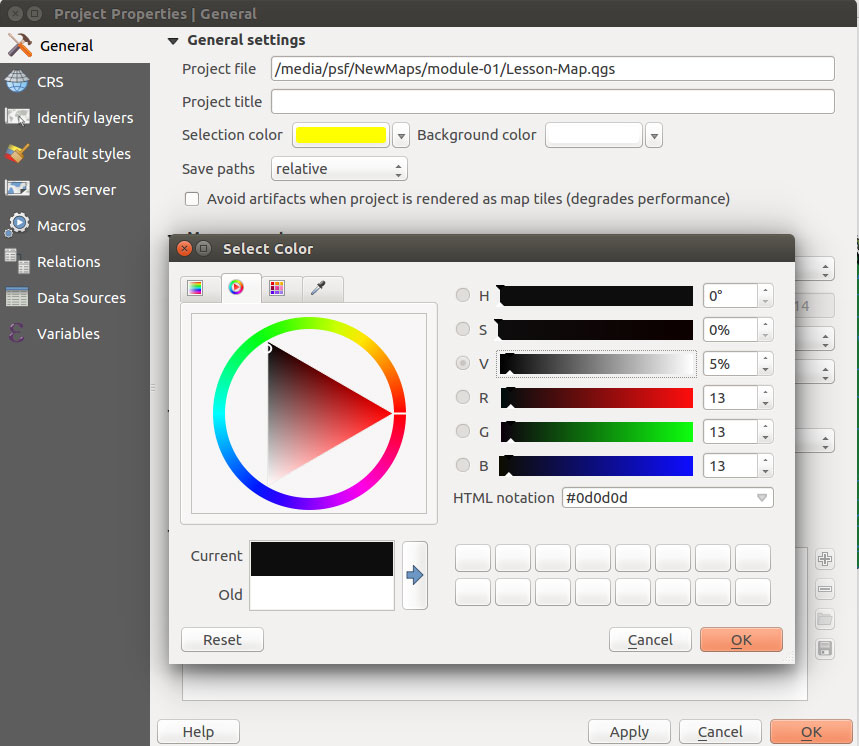 Project Properties | General
General
CRS
Identify layers
Default styles
OWS server
Macros
Relations
Data Sources
Variables
General settings
Project file /media/psf/NewMaps/module-01/Lesson-Map.qgs
Project title
Selection color Background color
Save paths relative
Avoid artifacts when project is rendered as map tiles (degrades performance)
14
Select Color
H 0°
S 0%
V 5%
R 13
G 13
B 13
HTML notation #0d0d0d
Current
Old
Reset Cancel OK
Help Apply Cancel OK